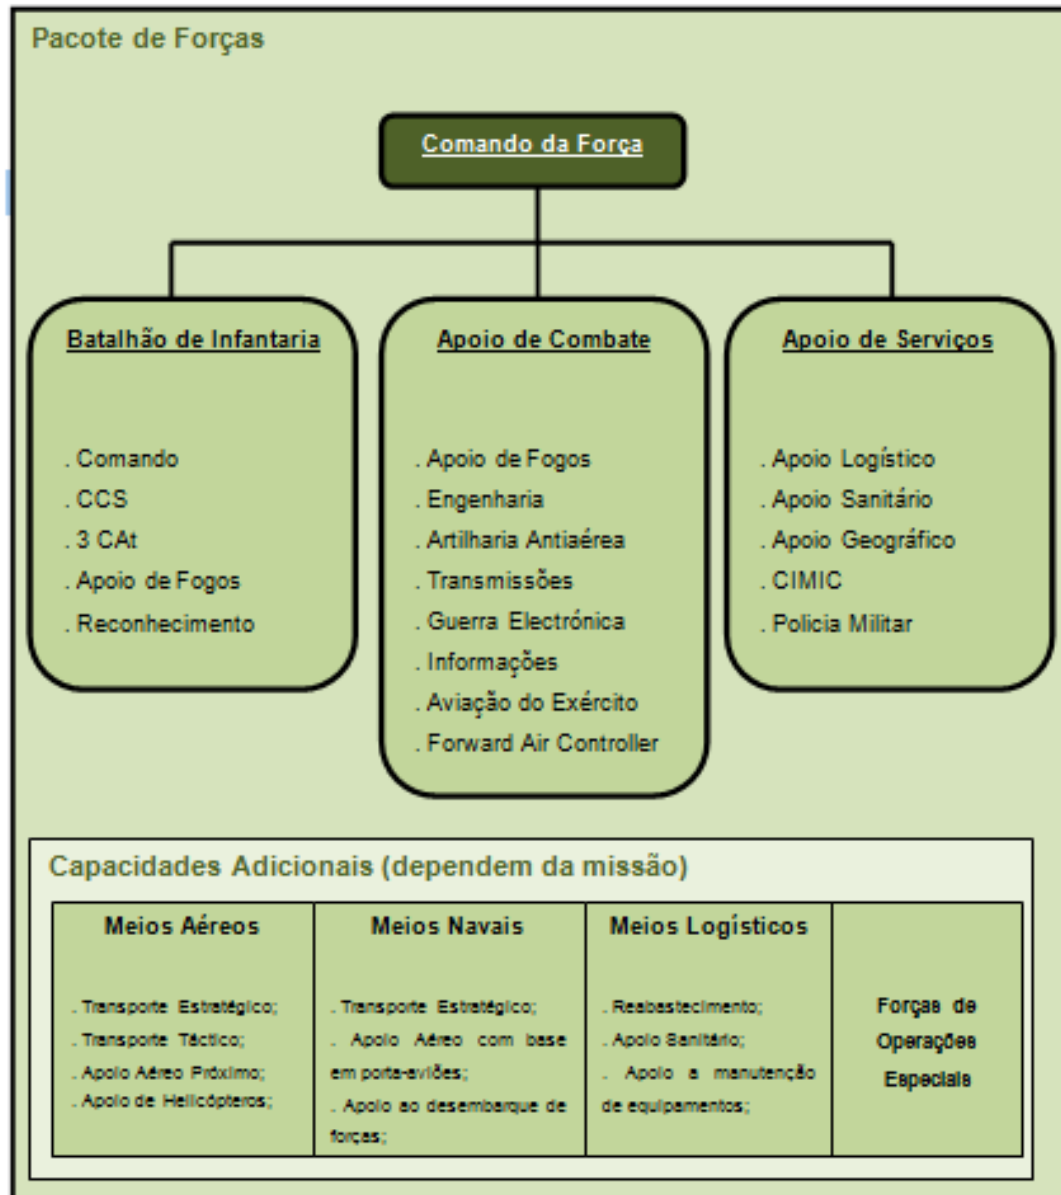 Pacote de Forças
Comando da Força
Batalhão de Infantaria
. Comando
. CCS
. 3 CAt
. Apoio de Fogos
. Reconhecimento
Apoio de Combate
. Apoio de Fogos
. Engenharia
. Artilharia Antiaérea
. Transmissões
. Guerra Electrónica
. Informações
. Aviação do Exército
. Forward Air Controller
Apoio de Serviços
. Apoio Logístico
. Apoio Sanitário
. Apoio Geográfico
. CIMIC
. Policia Militar
Capacidades Adicionais (dependem da missão)
Meios Aéreos
. Transporte Estratégico;
. Transporte Táctico;
. Apoio Aéreo Próximo;
. Apoio de Helicópteros;
Meios Navais
. Transporte Estratégico;
. Apoio Aéreo com base
em porta-aviões;
. Apoio ao desembarque de
forças;
Meios Logísticos
. Reabastecimento;
. Apoio Sanitário;
. Apoio a manutenção
de equipamentos;
Forças de
Operações
Especiais